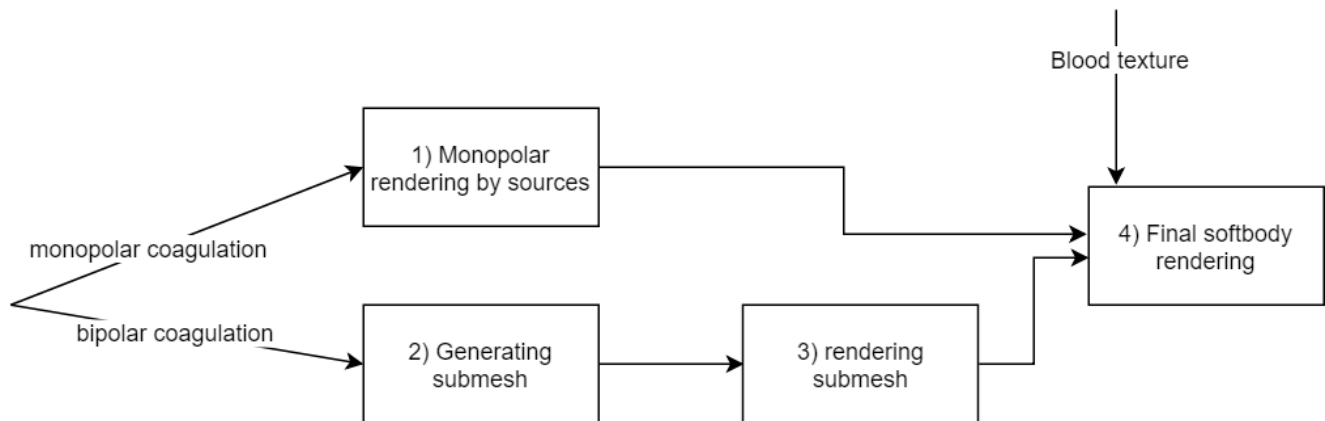 Blood texture
1) Monopolar
rendering by sources
monopolar coagulation
4) Final softbody
rendering
bipolar coagulation
2) Generating
submesh
3) rendering
submesh